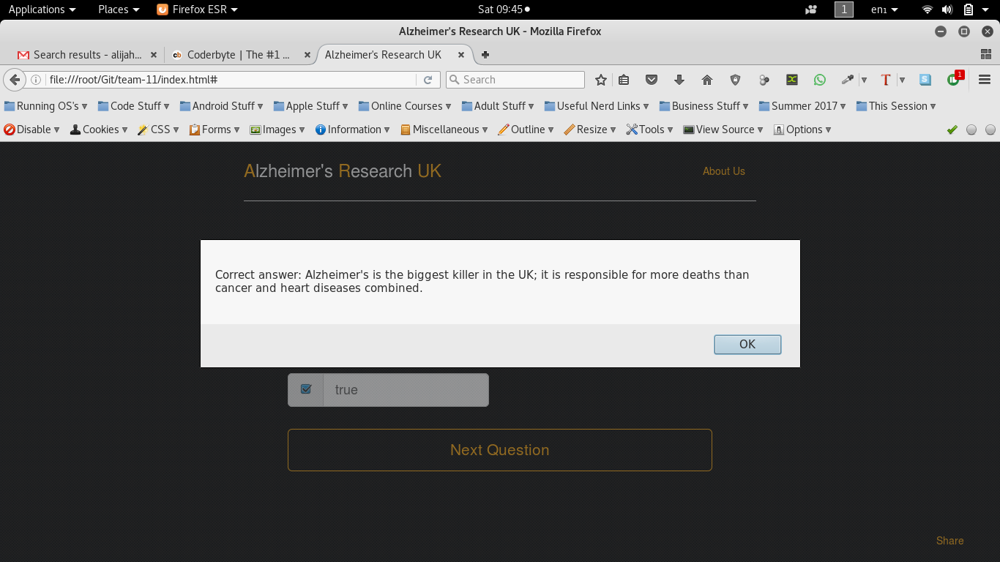 Applications Places Firefox ESR Sat 09:45 1 en₁
Alzheimer's Research UK - Mozilla Firefox
Search results - alijah... Coderbyte | The #1 ... Alzheimer's Research UK
file:///root/Git/team-11/index.html# Search 1
Running OS's Code Stuff Android Stuff Apple Stuff Online Courses Adult Stuff Useful Nerd Links Business Stuff Summer 2017 This Session
Disable Cookies CSS Forms Images Information Miscellaneous Outline Resize Tools View Source Options
Alzheimer's Research UK About Us
Correct answer: Alzheimer's is the biggest killer in the UK; it is responsible for more deaths than
cancer and heart diseases combined.
OK
true
Next Question
Share